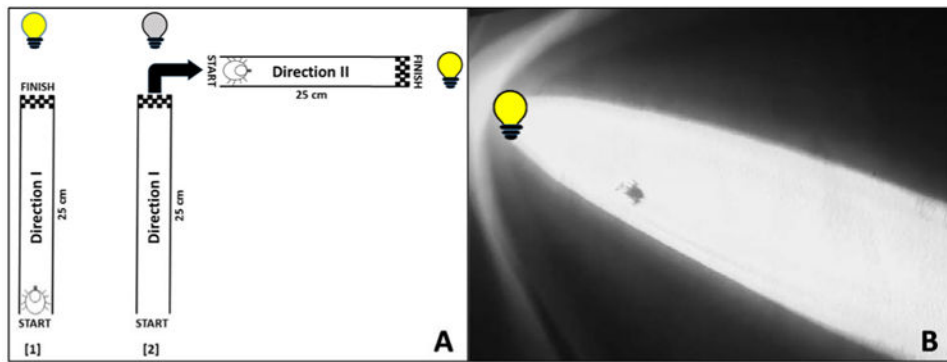 START
Direction II
FINISH
25 cm
FINISH
Direction I
25 cm
START
[1]
Direction I
25 cm
START
[2]
A
B